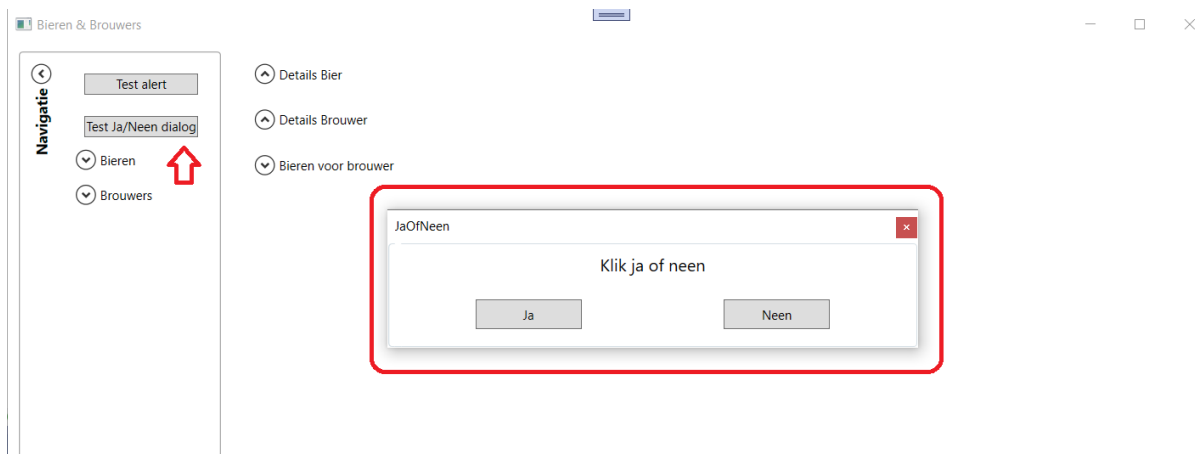 Bieren & Brouwers
Navigatie
Test alert
Test Ja/Neen dialog
Bieren
Brouwers
Details Bier
Details Brouwer
Bieren voor brouwer
JaOfNeen
Klik ja of neen
Ja
Neen